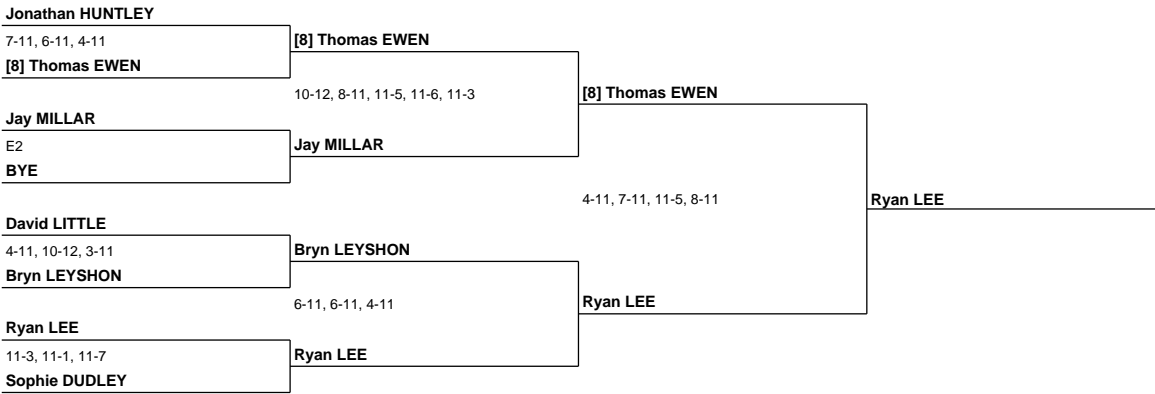 Jonathan HUNTLEY
7-11, 6-11, 4-11
[8] Thomas EWEN
[8] Thomas EWEN
10-12, 8-11, 11-5, 11-6, 11-3
[8] Thomas EWEN
Jay MILLAR
E2
Jay MILLAR
BYE
4-11, 7-11, 11-5, 8-11
Ryan LEE
David LITTLE
4-11, 10-12, 3-11
Bryn LEYSHON
Bryn LEYSHON
6-11, 6-11, 4-11
Ryan LEE
Ryan LEE
11-3, 11-1, 11-7
Ryan LEE
Sophie DUDLEY